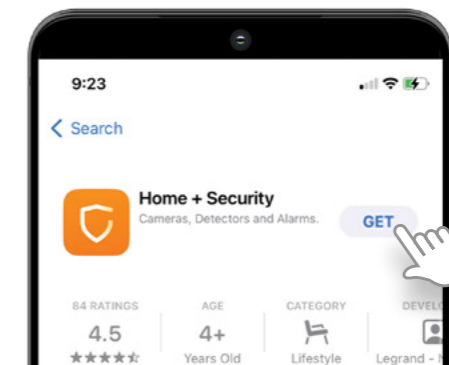 9:23
Search
Home + Security
Cameras, Detectors and Alarms.
GET
84 RATINGS AGE CATEGORY
4.5 4+
Years Old Lifestyle Legrand -